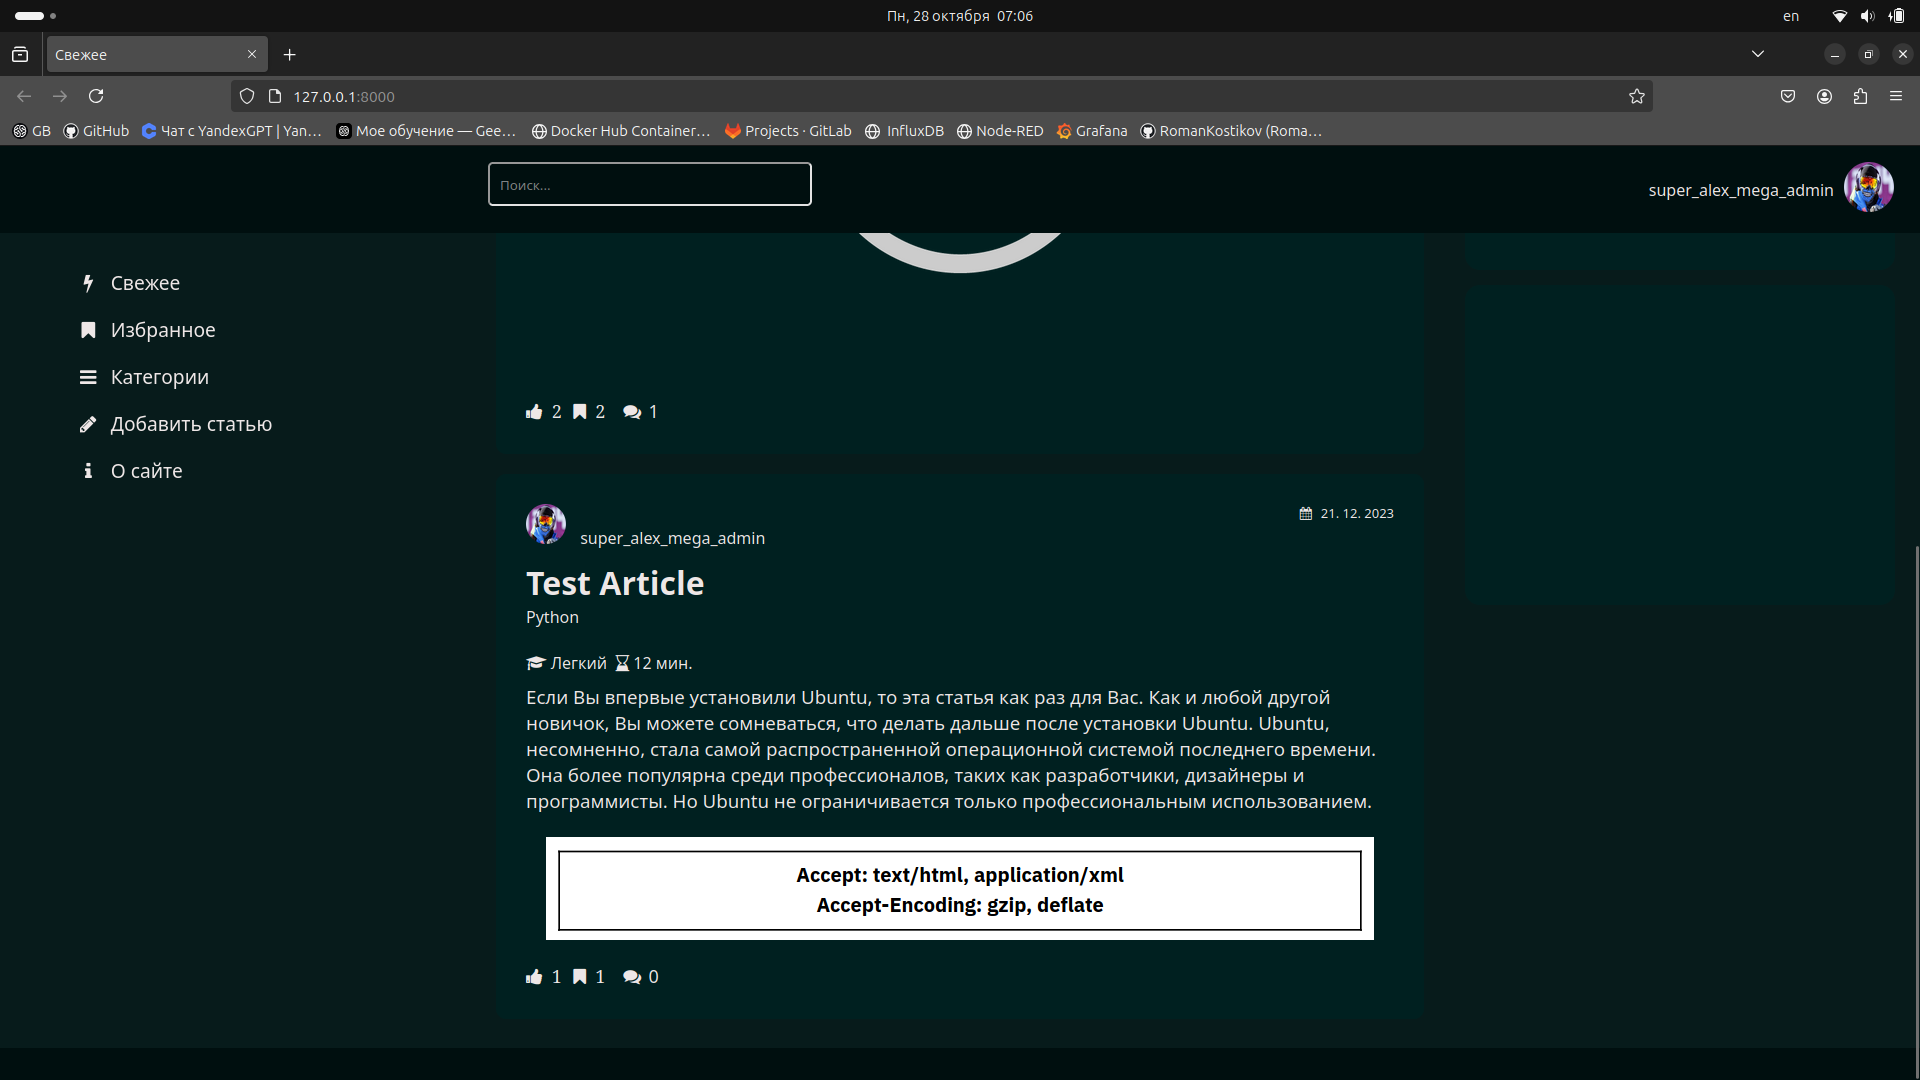 Пн, 28 октября 07:06
en
Свежее
127.0.0.1:8000
GB
GitHub
Чат с YandexGPT | Yan…
Мое обучение — Gee…
Docker Hub Container…
Projects · GitLab
InfluxDB
Node-RED
Grafana
RomanKostikov (Roma…
Поиск...
super_alex_mega_admin
Свежее
Избранное
Категории
Добавить статью
О сайте
2 2 1
super_alex_mega_admin
21. 12. 2023
Test Article
Python
Легкий 12 мин.
Если Вы впервые установили Ubuntu, то эта статья как раз для Вас. Как и любой другой
новичок, Вы можете сомневаться, что делать дальше после установки Ubuntu. Ubuntu,
несомненно, стала самой распространенной операционной системой последнего времени.
Она более популярна среди профессионалов, таких как разработчики, дизайнеры и
программисты. Но Ubuntu не ограничивается только профессиональным использованием.
Accept: text/html, application/xml
Accept-Encoding: gzip, deflate
1 1 0